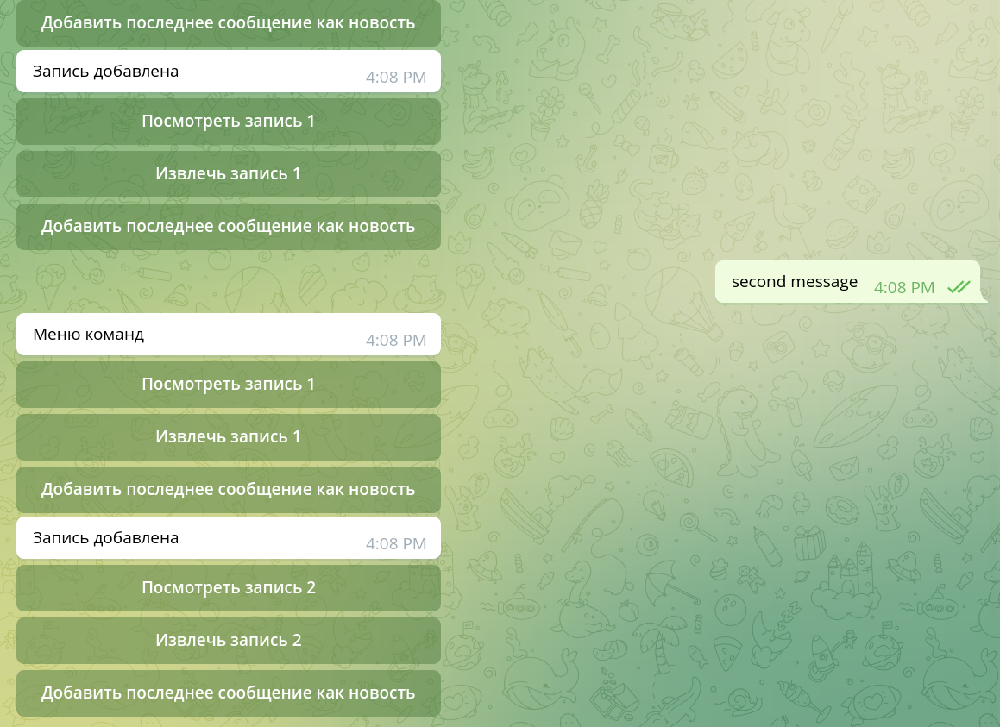 Добавить последнее сообщение как новость
Запись добавлена
4:08 PM
Посмотреть запись 1
Извлечь запись 1
Добавить последнее сообщение как новость
second message
4:08 PM
Меню команд
4:08 PM
Посмотреть запись 1
Извлечь запись 1
Добавить последнее сообщение как новость
Запись добавлена
4:08 PM
Посмотреть запись 2
Извлечь запись 2
Добавить последнее сообщение как новость